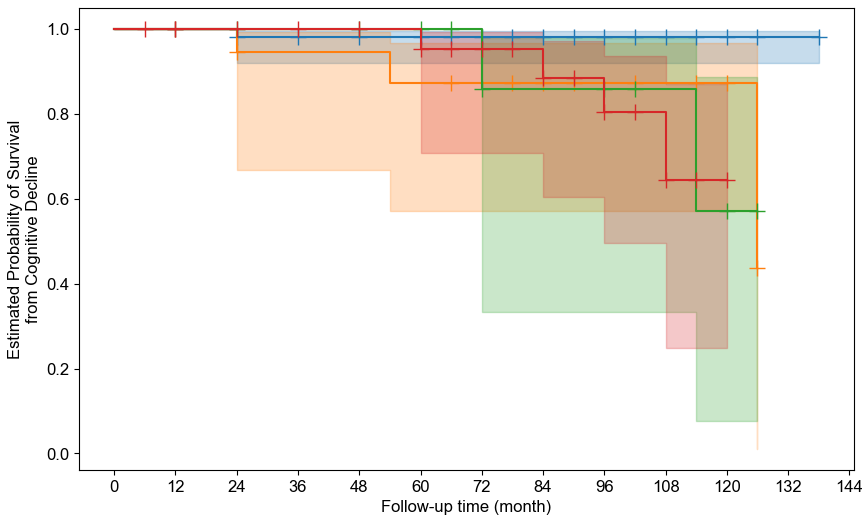 1.0
0.8
0.6
0.4
0.2
0.0
Estimated Probability of Survival
from Cognitive Decline
0 12 24 36 48 60 72 84 96 108 120 132 144
Follow-up time (month)